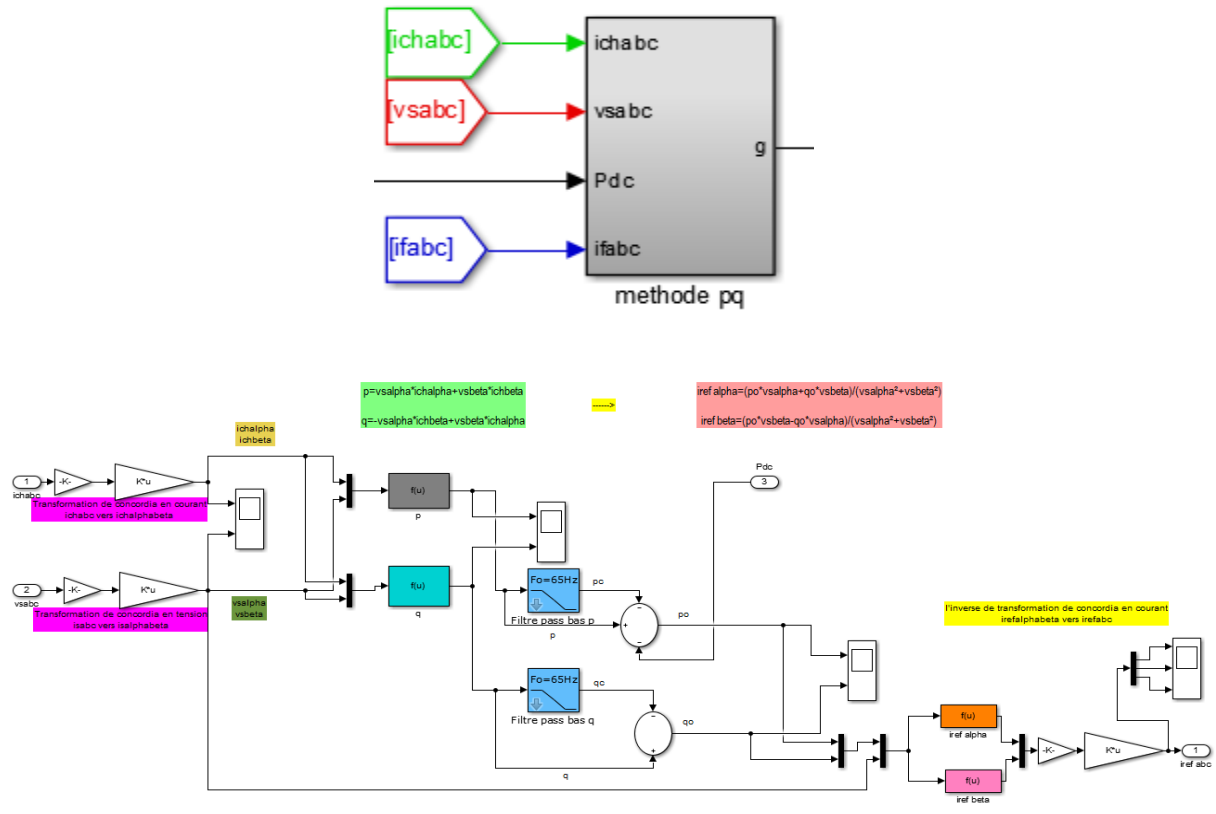 [ichabc]
ichabc
[vsabc]
vsabc
g
Pdc
[ifabc]
ifabc
methode pq
p=vsalpha*ichalpha+vsbeta*ichbeta
q=-vsalpha*ichbeta+vsbeta*ichalpha
------>
iref alpha=(po*vsalpha+qo*vsbeta)/(vsalpha²+vsbeta²)
iref beta=(po*vsbeta-qo*vsalpha)/(vsalpha²+vsbeta²)
ichalpha
ichbeta
1
ichabc
-K-
K*u
Transformation de concordia en courant
ichabc vers ichalphabeta
f(u)
p
Pdc
3
2
vsabc
-K-
K*u
Transformation de concordia en tension
isabc vers isalphabeta
vsalpha
vsbeta
f(u)
q
Fo=65Hz
Filtre pass bas p
pc
p
+
−
−
po
Fo=65Hz
Filtre pass bas q
qc
q
−
+
qo
l'inverse de transformation de concordia en courant
irefalphabeta vers irefabc
f(u)
iref alpha
f(u)
iref beta
-K-
K*u
1
iref abc